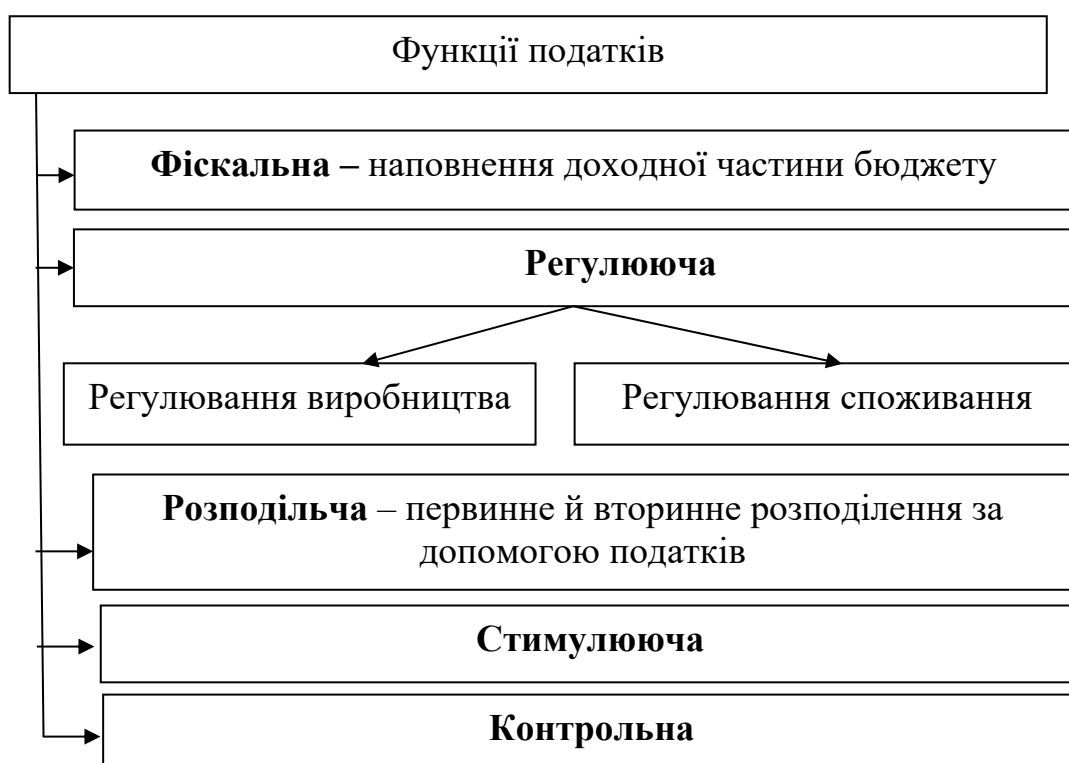 Функції податків
Фіскальна – наповнення доходної частини бюджету
Регулююча
Регулювання виробництва
Регулювання споживання
Розподільча – первинне й вторинне розподілення за
допомогою податків
Стимулююча
Контрольна